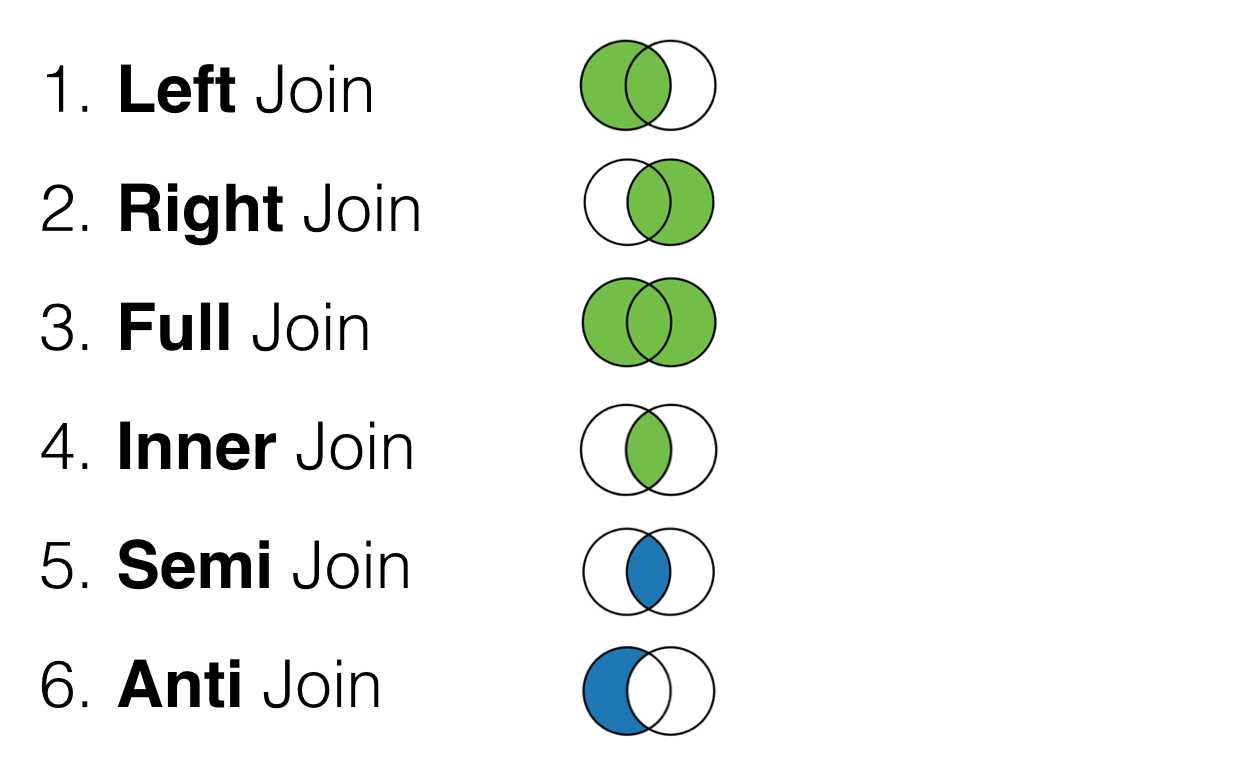 1. Left Join
2. Right Join
3. Full Join
4. Inner Join
5. Semi Join
6. Anti Join